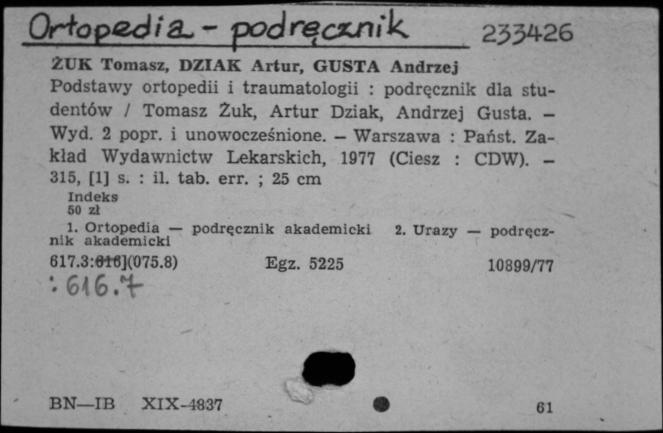 Ortopedia - podręcznik 233426
ŻUK Tomasz, DZIAK Artur, GUSTA Andrzej
Podstawy ortopedii i traumatologii : podręcznik dla stu-
dentów / Tomasz Żuk, Artur Dziak, Andrzej Gusta. —
Wyd. 2 popr. i unowocześnione. — Warszawa : Państ. Za-
kład Wydawnictw Lekarskich, 1977 (Ciesz : CDW). —
315, [1] s. : il. tab. err. ; 25 cm
Indeks
50 zł
1. Ortopedia — podręcznik akademicki 2. Urazy — podręcz-
nik akademicki
617.3:616](075.8) Egz. 5225 10899/77
: 616.7
BN—IB XIX-4837 61